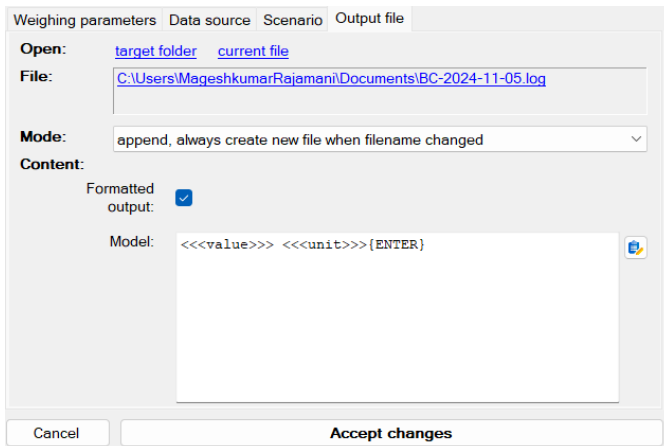 Weighing parameters Data source Scenario Output file
Open: target folder current file
File: C:\Users\MageshkumarRajamani\Documents\BC-2024-11-05.log
Mode: append, always create new file when filename changed
Content:
Formatted
output:
Model: <<<value>>> <<<unit>>>{ENTER}
Cancel Accept changes